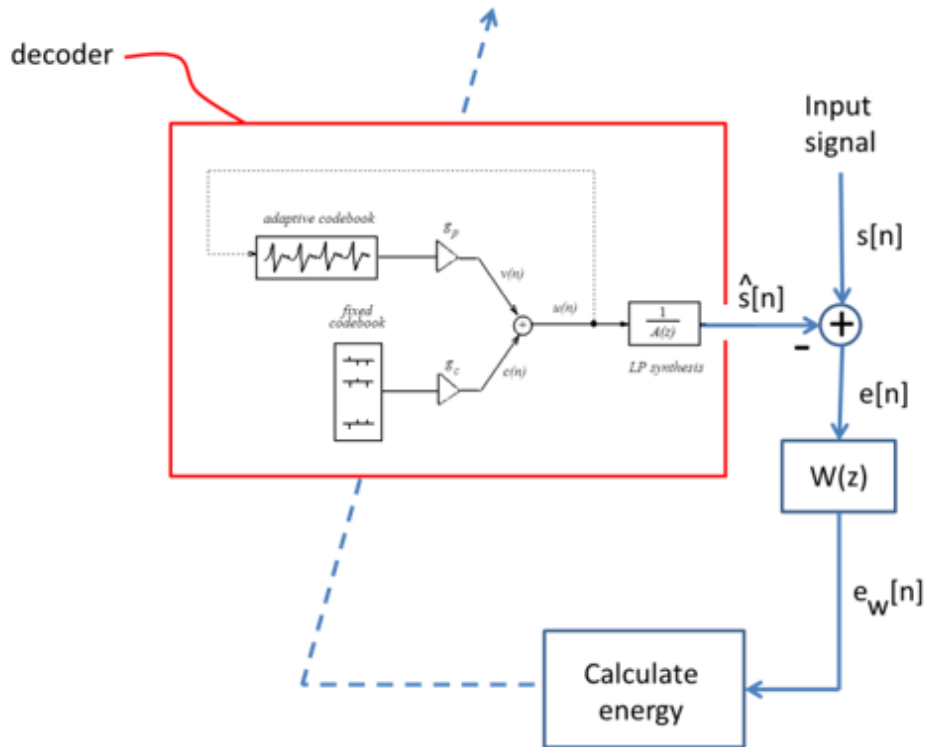 decoder
Input
signal
adaptive codebook
g_p
s[n]
v(n)
ŝ[n]
fixed
codebook
+
u(n)
1
A(z)
+
-
g_c
c(n)
LP synthesis
e[n]
W(z)
e_w[n]
Calculate
energy